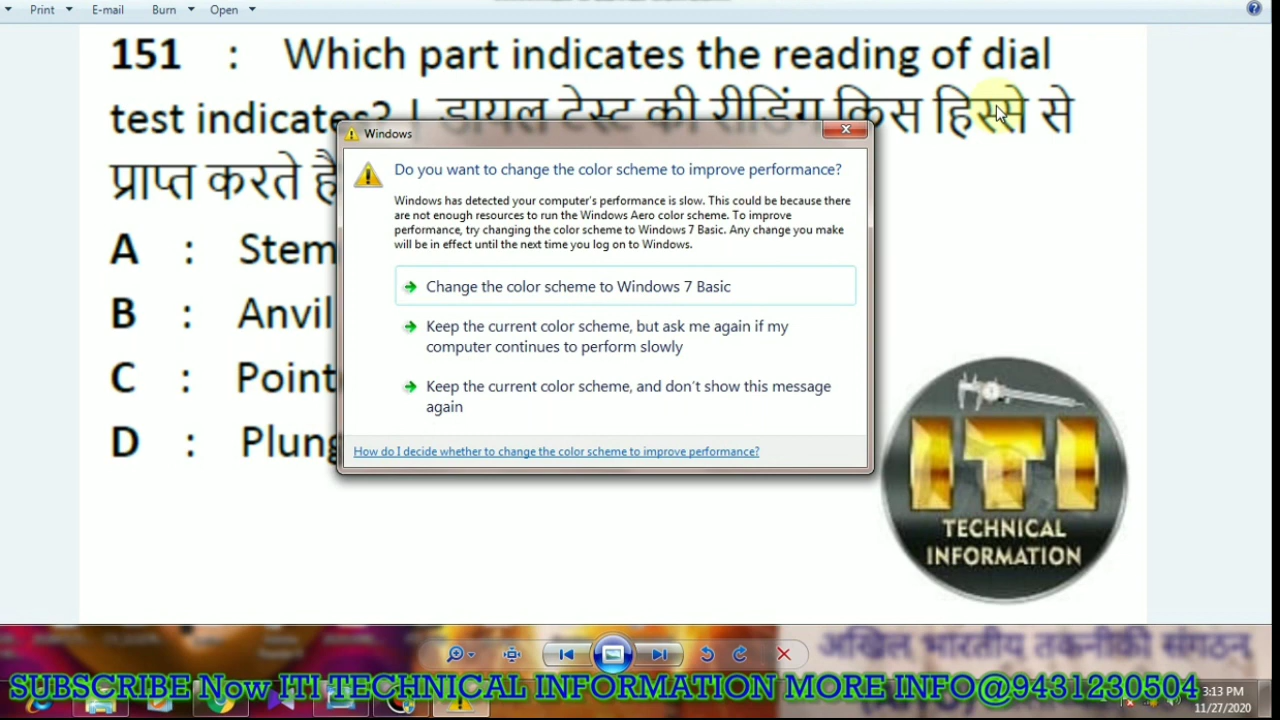 Print E-mail Burn Open
151 : Which part indicates the reading of dial
test indicates? । डायल टेस्ट की रीडिंग किस हिस्से से
प्राप्त करते है
Windows
Do you want to change the color scheme to improve performance?
Windows has detected your computer's performance is slow. This could be because there
are not enough resources to run the Windows Aero color scheme. To improve
performance, try changing the color scheme to Windows 7 Basic. Any change you make
will be in effect until the next time you log on to Windows.
Change the color scheme to Windows 7 Basic
Keep the current color scheme, but ask me again if my
computer continues to perform slowly
Keep the current color scheme, and don't show this message
again
How do I decide whether to change the color scheme to improve performance?
A : Stem
B : Anvil
C : Point
D : Plung
ITI
TECHNICAL
INFORMATION
अखिल भारतीय तकनीकी संगठन
SUBSCRIBE Now ITI TECHNICAL INFORMATION MORE INFO@9431230504
3:13 PM
11/27/2020